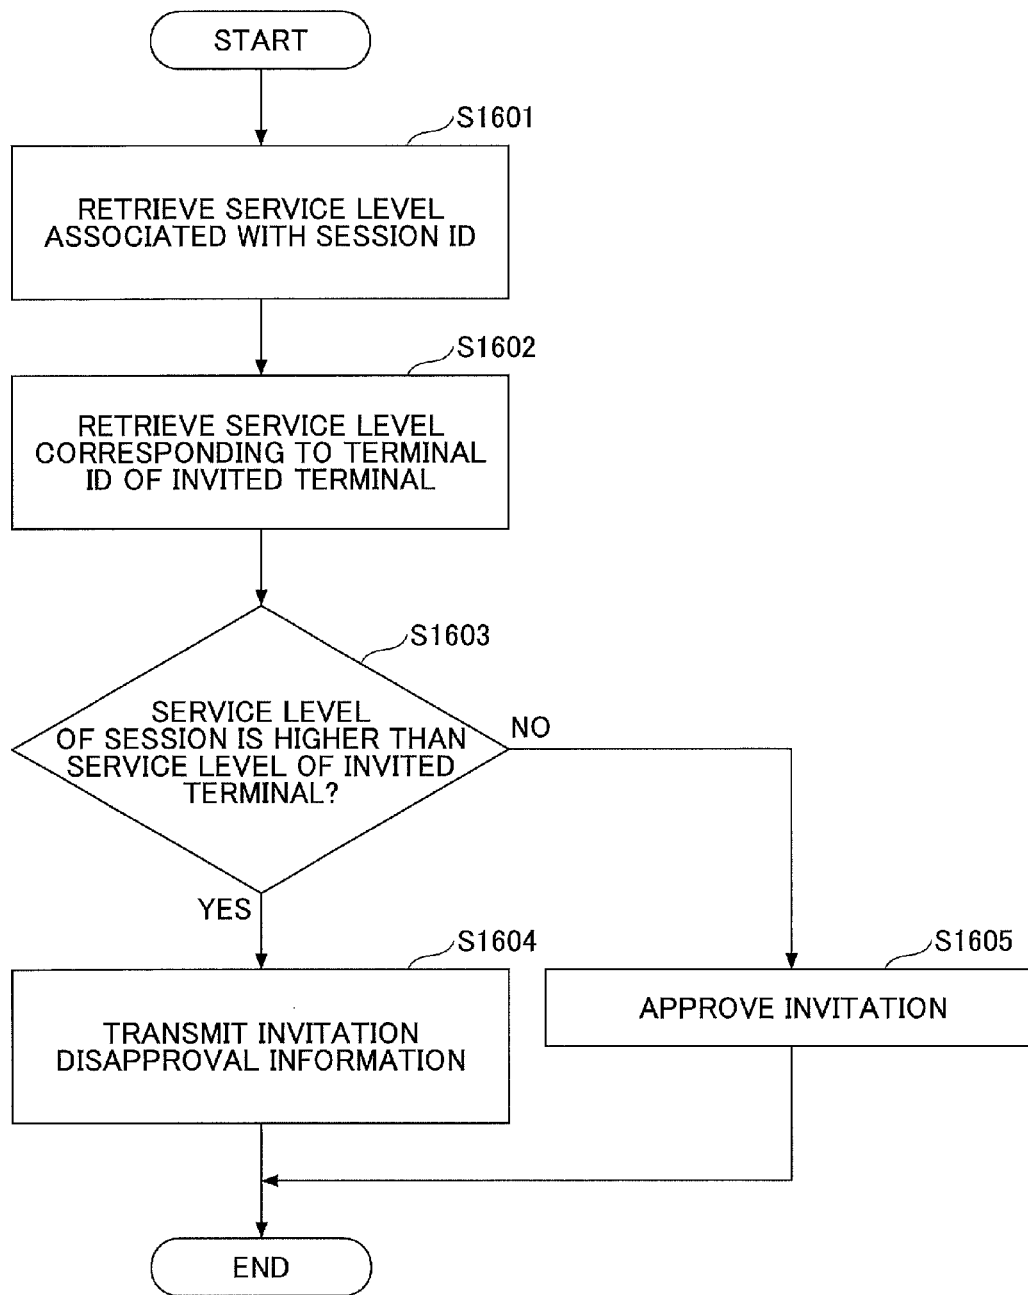 START
S1601
RETRIEVE SERVICE LEVEL
ASSOCIATED WITH SESSION ID
S1602
RETRIEVE SERVICE LEVEL
CORRESPONDING TO TERMINAL
ID OF INVITED TERMINAL
S1603
SERVICE LEVEL
OF SESSION IS HIGHER THAN
SERVICE LEVEL OF INVITED
TERMINAL?
NO
YES
S1604
TRANSMIT INVITATION
DISAPPROVAL INFORMATION
S1605
APPROVE INVITATION
END